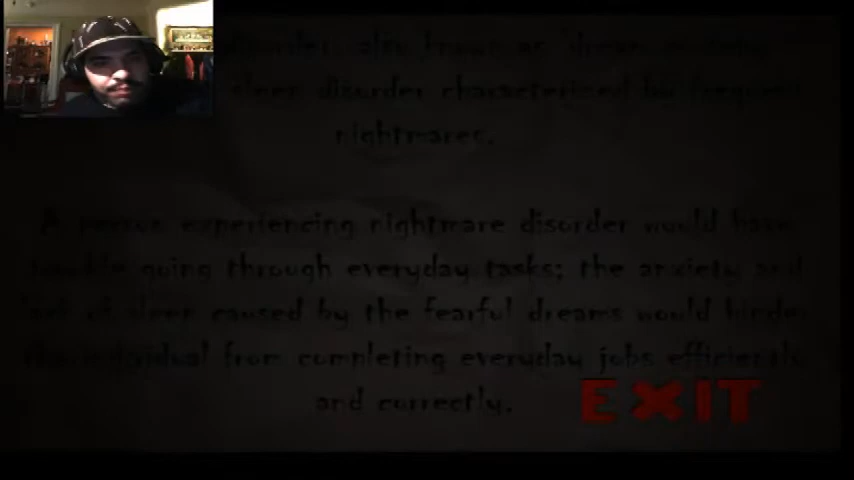 disorder, also known as 'dream anxiety
sleep disorder characterized by frequent
nightmares.
A person experiencing nightmare disorder would have
trouble going through everyday tasks; the anxiety and
lack of sleep caused by the fearful dreams would hinder
the individual from completing everyday jobs efficiently
and correctly.
EXIT